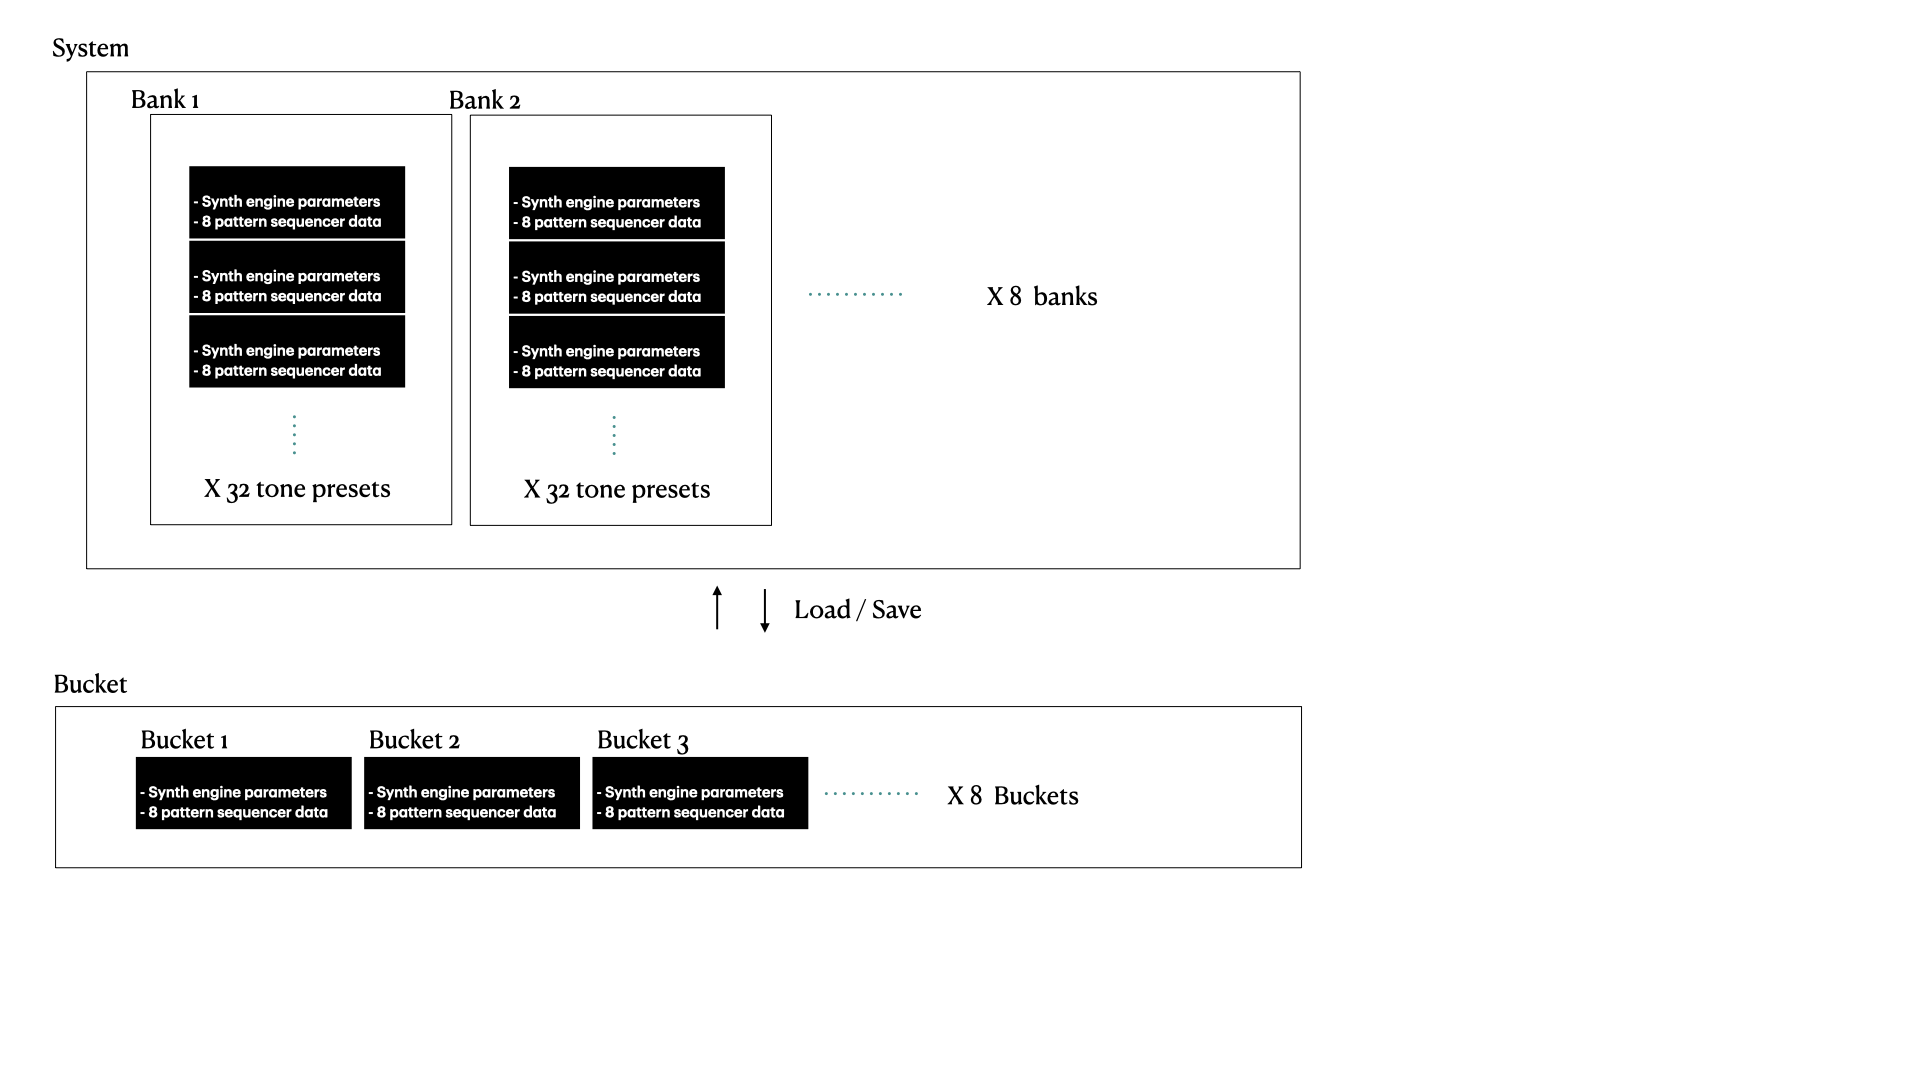 System
Bank 1
Bank 2
- Synth engine parameters
- 8 pattern sequencer data
- Synth engine parameters
- 8 pattern sequencer data
- Synth engine parameters
- 8 pattern sequencer data
X 32 tone presets
- Synth engine parameters
- 8 pattern sequencer data
- Synth engine parameters
- 8 pattern sequencer data
- Synth engine parameters
- 8 pattern sequencer data
X 32 tone presets
X 8 banks
Load / Save
Bucket
Bucket 1
- Synth engine parameters
- 8 pattern sequencer data
Bucket 2
- Synth engine parameters
- 8 pattern sequencer data
Bucket 3
- Synth engine parameters
- 8 pattern sequencer data
X 8 Buckets